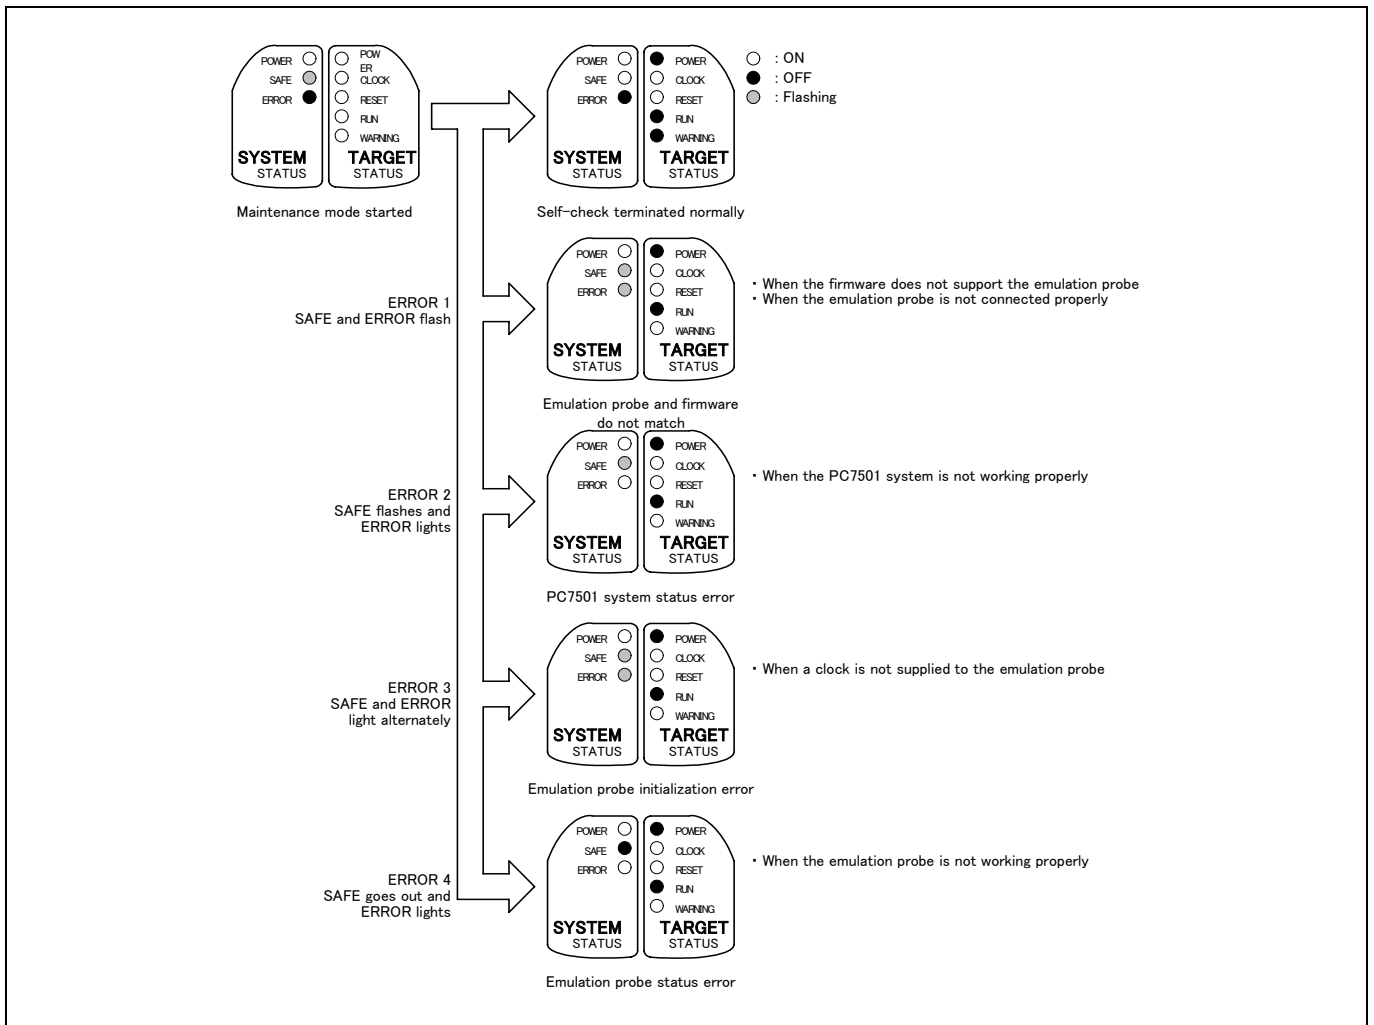 POWER
SAFE
ERROR
SYSTEM
STATUS
POW
ER
CLOCK
RESET
RUN
WARNING
TARGET
STATUS
Maintenance mode started
POWER
SAFE
ERROR
SYSTEM
STATUS
POWER
CLOCK
RESET
RUN
WARNING
TARGET
STATUS
Self-check terminated normally
: ON
: OFF
: Flashing
ERROR 1
SAFE and ERROR flash
POWER
SAFE
ERROR
SYSTEM
STATUS
POWER
CLOCK
RESET
RUN
WARNING
TARGET
STATUS
Emulation probe and firmware
do not match
・When the firmware does not support the emulation probe
・When the emulation probe is not connected properly
ERROR 2
SAFE flashes and
ERROR lights
POWER
SAFE
ERROR
SYSTEM
STATUS
POWER
CLOCK
RESET
RUN
WARNING
TARGET
STATUS
PC7501 system status error
・When the PC7501 system is not working properly
ERROR 3
SAFE and ERROR
light alternately
POWER
SAFE
ERROR
SYSTEM
STATUS
POWER
CLOCK
RESET
RUN
WARNING
TARGET
STATUS
Emulation probe initialization error
・When a clock is not supplied to the emulation probe
ERROR 4
SAFE goes out and
ERROR lights
POWER
SAFE
ERROR
SYSTEM
STATUS
POWER
CLOCK
RESET
RUN
WARNING
TARGET
STATUS
Emulation probe status error
・When the emulation probe is not working properly